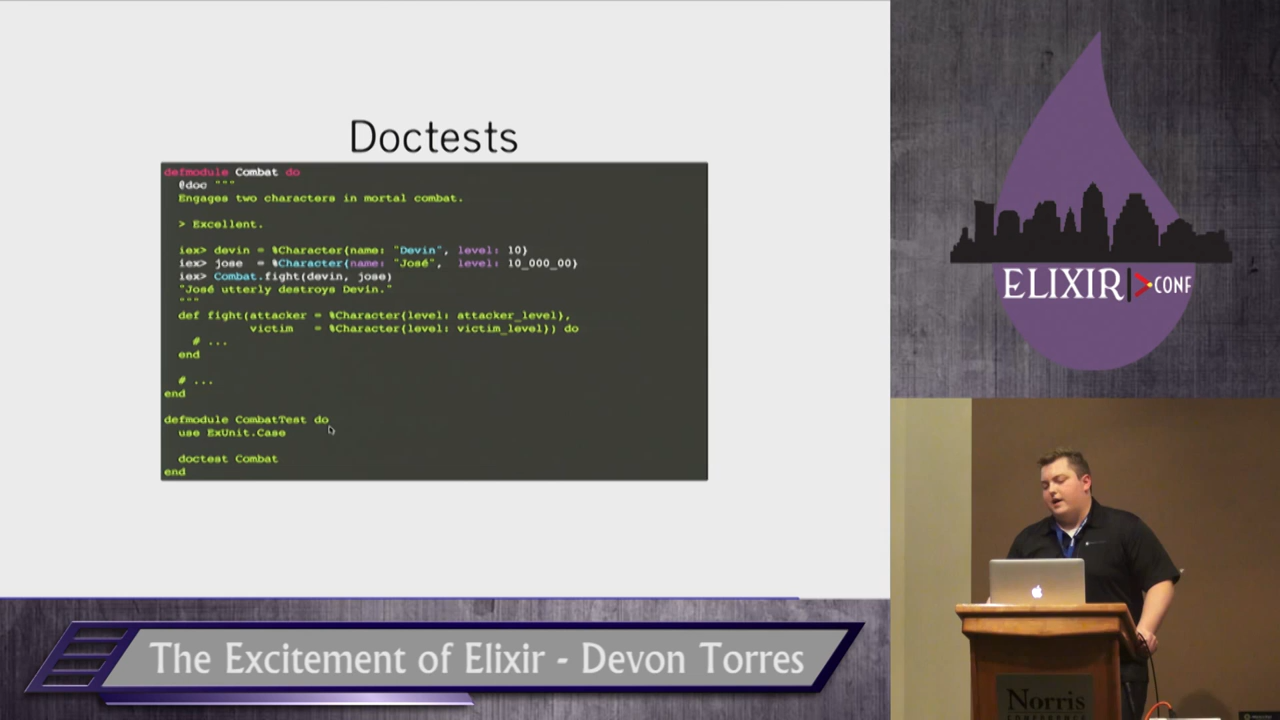 Doctests
defmodule Combat do
@doc """
Engages two characters in mortal combat.
> Excellent.
iex> devin = %Character{name: "Devin", level: 10}
iex> jose = %Character{name: "José", level: 10_000_00}
iex> Combat.fight(devin, jose)
"José utterly destroys Devin."
"""
def fight(attacker = %Character{level: attacker_level},
victim = %Character{level: victim_level}) do
# ...
end
# ...
end
defmodule CombatTest do
use ExUnit.Case
doctest Combat
end
ELIXIR|>CONF
The Excitement of Elixir - Devon Torres
Norris
CONFERENCE